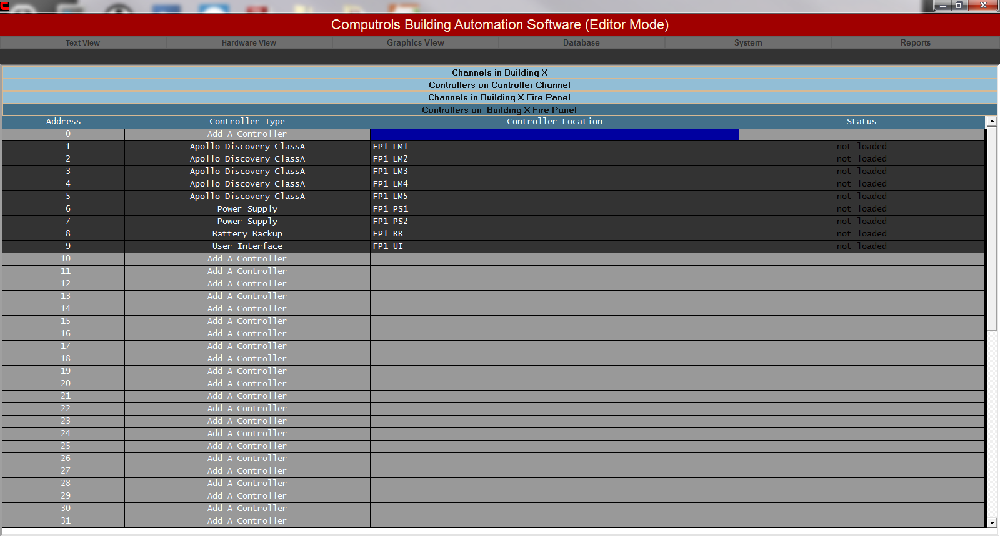 Computrols Building Automation Software (Editor Mode)
Text View Hardware View Graphics View Database System Reports
Channels in Building X
Controllers on Controller Channel
Channels in Building X Fire Panel
Controllers on  Building X Fire Panel
Address Controller Type Controller Location Status
0 Add A Controller
1 Apollo Discovery ClassA FP1 LM1 not loaded
2 Apollo Discovery ClassA FP1 LM2 not loaded
3 Apollo Discovery ClassA FP1 LM3 not loaded
4 Apollo Discovery ClassA FP1 LM4 not loaded
5 Apollo Discovery ClassA FP1 LM5 not loaded
6 Power Supply FP1 PS1 not loaded
7 Power Supply FP1 PS2 not loaded
8 Battery Backup FP1 BB not loaded
9 User Interface FP1 UI not loaded
10 Add A Controller
11 Add A Controller
12 Add A Controller
13 Add A Controller
14 Add A Controller
15 Add A Controller
16 Add A Controller
17 Add A Controller
18 Add A Controller
19 Add A Controller
20 Add A Controller
21 Add A Controller
22 Add A Controller
23 Add A Controller
24 Add A Controller
25 Add A Controller
26 Add A Controller
27 Add A Controller
28 Add A Controller
29 Add A Controller
30 Add A Controller
31 Add A Controller